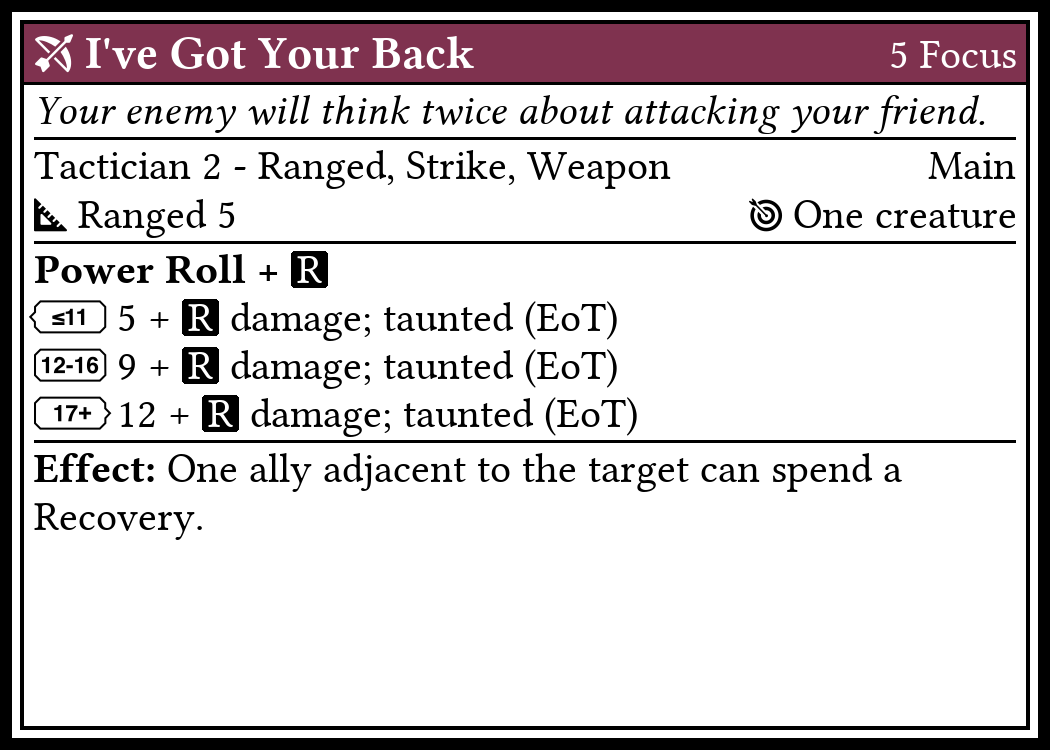 I've Got Your Back 5 Focus
Your enemy will think twice about attacking your friend.
Tactician 2 - Ranged, Strike, Weapon Main
Ranged 5 One creature
Power Roll + R
≤11 5 + R damage; taunted (EoT)
12-16 9 + R damage; taunted (EoT)
17+ 12 + R damage; taunted (EoT)
Effect: One ally adjacent to the target can spend a
Recovery.